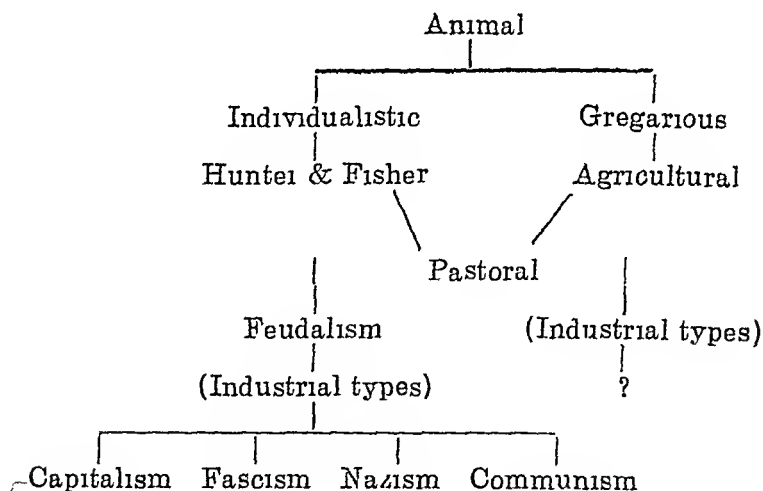 Animal
Individualistic Gregarious
Hunter & Fisher Agricultural
Pastoral
Feudalism (Industrial types)
(Industrial types) ?
Capitalism Fascism Nazism Communism